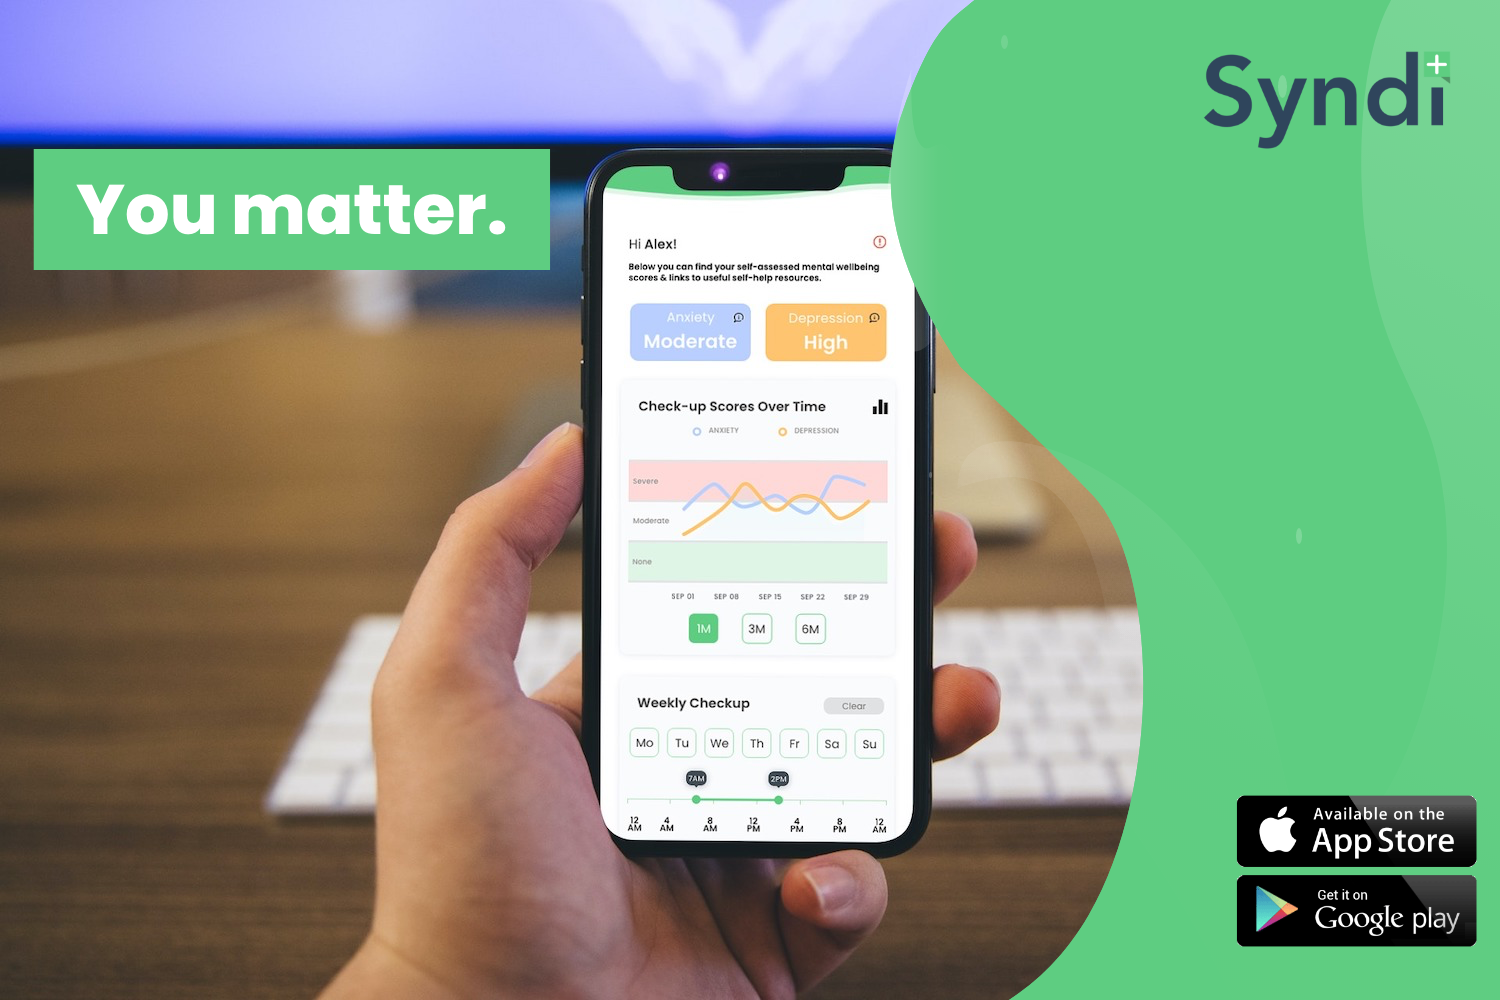 Syndi
You matter.
Hi Alex!
Below you can find your self-assessed mental wellbeing
scores & links to useful self-help resources.
Anxiety
Moderate
Depression
High
Check-up Scores Over Time
ANXIETY
DEPRESSION
Severe
Moderate
None
SEP 01 SEP 08 SEP 15 SEP 22 SEP 29
1M 3M 6M
Weekly Checkup
Clear
Mo Tu We Th Fr Sa Su
7AM 2PM
12 4 8 12 4 8 12
AM AM AM PM PM PM AM
Available on the
App Store
Get it on
Google play